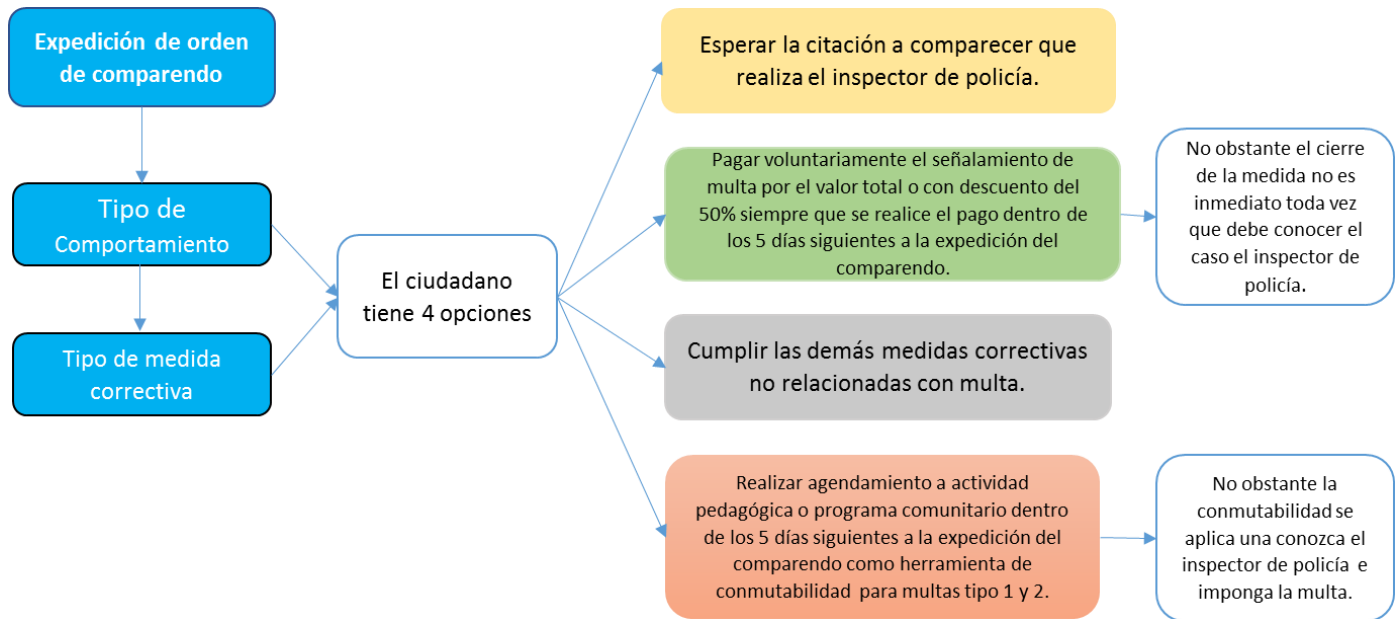 Expedición de orden
de comparendo
Tipo de
Comportamiento
Tipo de medida
correctiva
El ciudadano
tiene 4 opciones
Esperar la citación a comparecer que
realiza el inspector de policía.
Pagar voluntariamente el señalamiento de
multa por el valor total o con descuento del
50% siempre que se realice el pago dentro de
los 5 días siguientes a la expedición del
comparendo.
No obstante el cierre
de la medida no es
inmediato toda vez
que debe conocer el
caso el inspector de
policía.
Cumplir las demás medidas correctivas
no relacionadas con multa.
Realizar agendamiento a actividad
pedagógica o programa comunitario dentro
de los 5 días siguientes a la expedición del
comparendo como herramienta de
conmutabilidad para multas tipo 1 y 2.
No obstante la
conmutabilidad se
aplica una conozca el
inspector de policía e
imponga la multa.